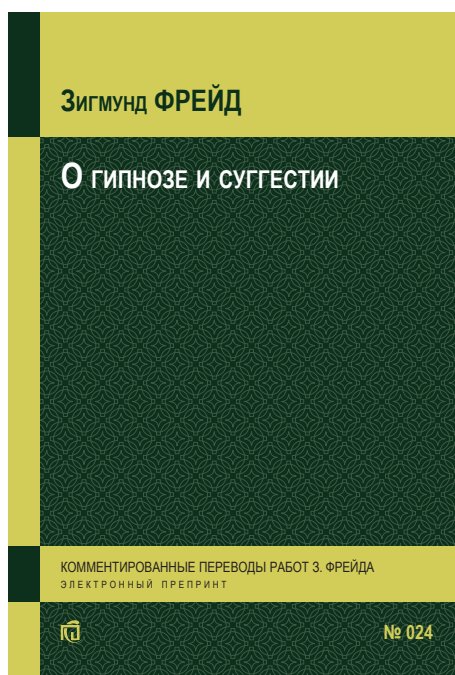 Зигмунд ФРЕЙД
О гипнозе и суггестии
КОММЕНТИРОВАННЫЕ ПЕРЕВОДЫ РАБОТ З. ФРЕЙДА
ЭЛЕКТРОННЫЙ ПРЕПРИНТ
№ 024